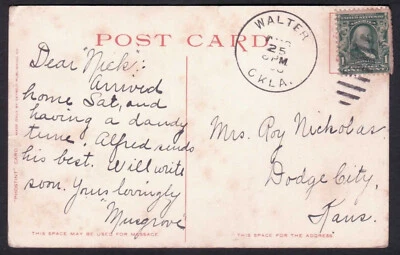 POST CARD
WALTER
25
6PM
OKLA.
Dear "Nick":
Arrived
home Sat, and
having a dandy
time. Alfred sends
his best. Will write
soon. Yours lovingly
"Musgrove"
Mrs. Roy Nickolas
Dodge City,
Kans.
THIS SPACE MAY BE USED FOR MESSAGE.
THIS SPACE FOR THE ADDRESS.